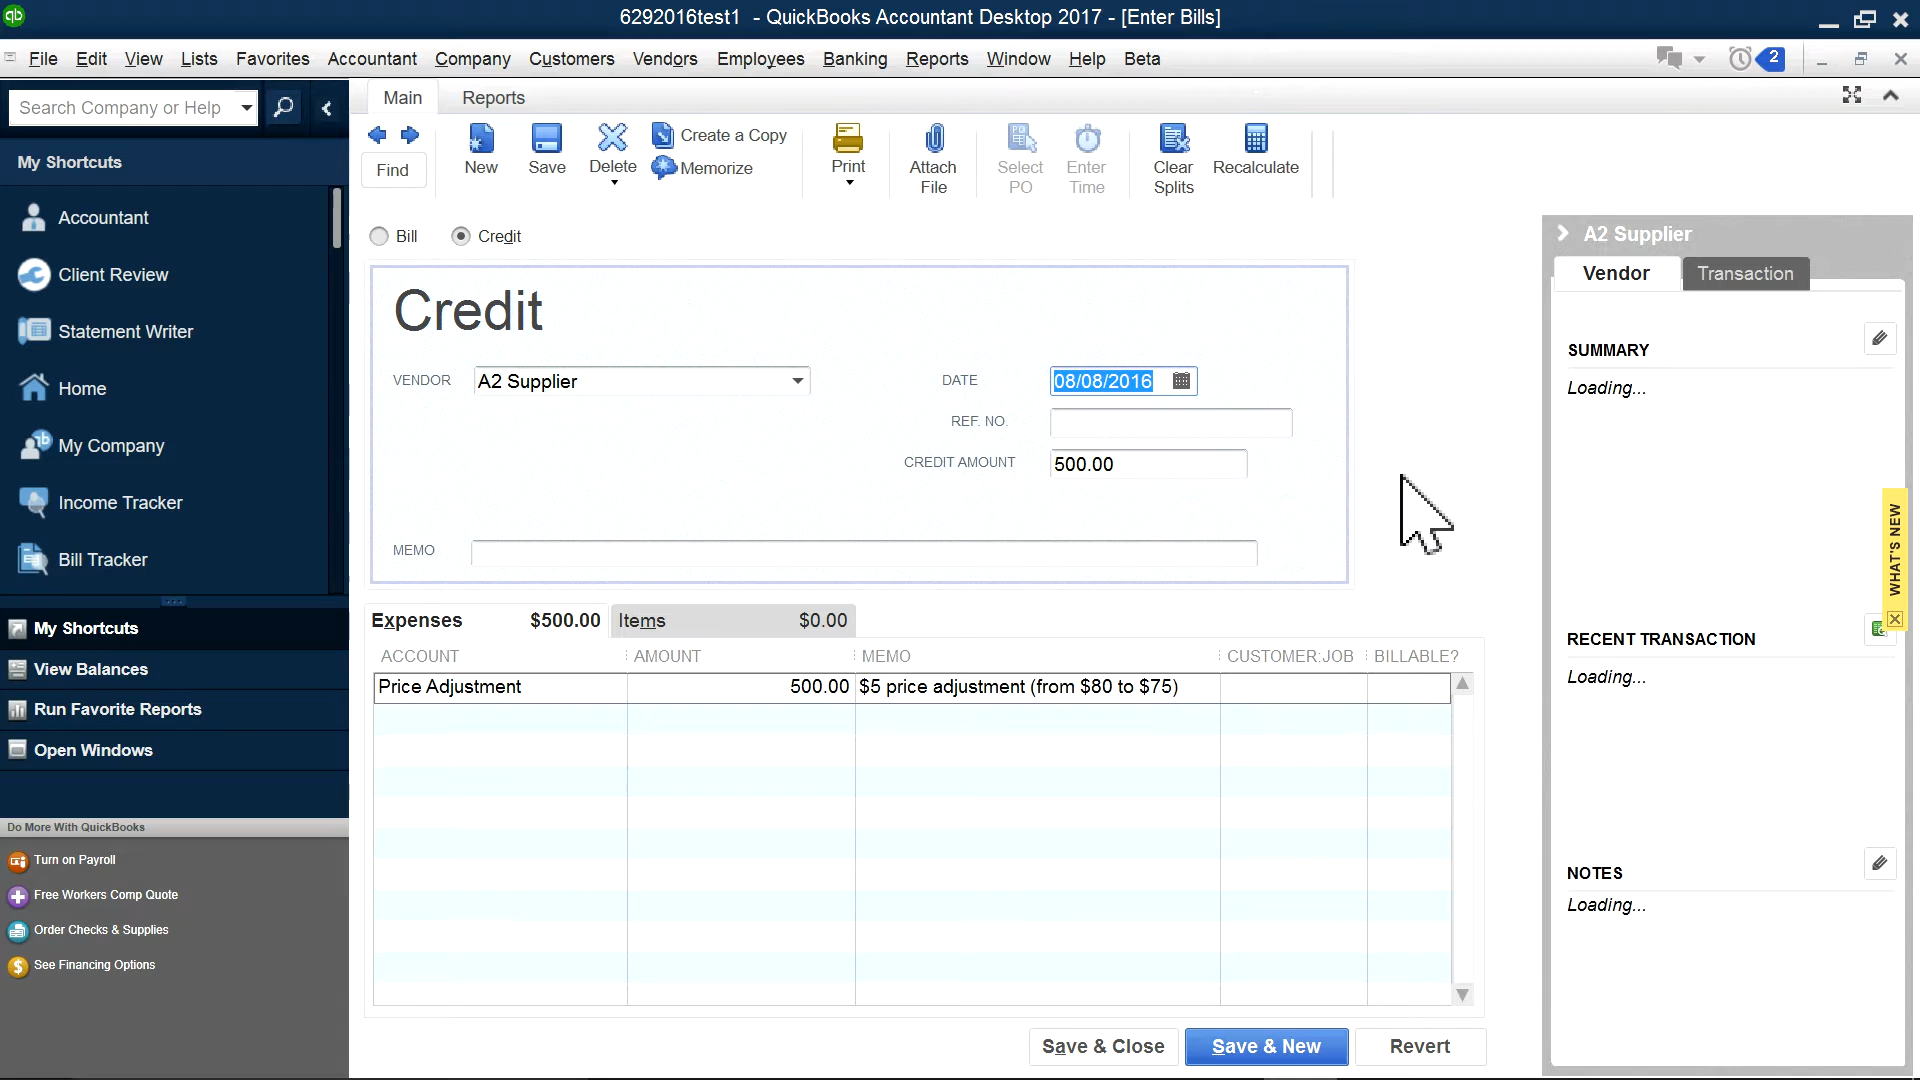 qb
6292016test1 - QuickBooks Accountant Desktop 2017 - [Enter Bills]
File Edit View Lists Favorites Accountant Company Customers Vendors Employees Banking Reports Window Help Beta
2
Search Company or Help
Main Reports
Find
New
Save
Delete
Create a Copy
Memorize
Print
Attach
File
Select
PO
Enter
Time
Clear
Splits
Recalculate
My Shortcuts
Accountant
Client Review
Statement Writer
Home
My Company
Income Tracker
Bill Tracker
My Shortcuts
View Balances
Run Favorite Reports
Open Windows
Do More With QuickBooks
Turn on Payroll
Free Workers Comp Quote
Order Checks & Supplies
See Financing Options
Bill Credit
Credit
VENDOR A2 Supplier
DATE 08/08/2016
REF. NO.
CREDIT AMOUNT 500.00
MEMO
Expenses $500.00 Items $0.00
ACCOUNT AMOUNT MEMO CUSTOMER:JOB BILLABLE?
Price Adjustment 500.00 $5 price adjustment (from $80 to $75)
Save & Close Save & New Revert
A2 Supplier
Vendor Transaction
SUMMARY
Loading...
WHAT'S NEW
RECENT TRANSACTION
Loading...
NOTES
Loading...